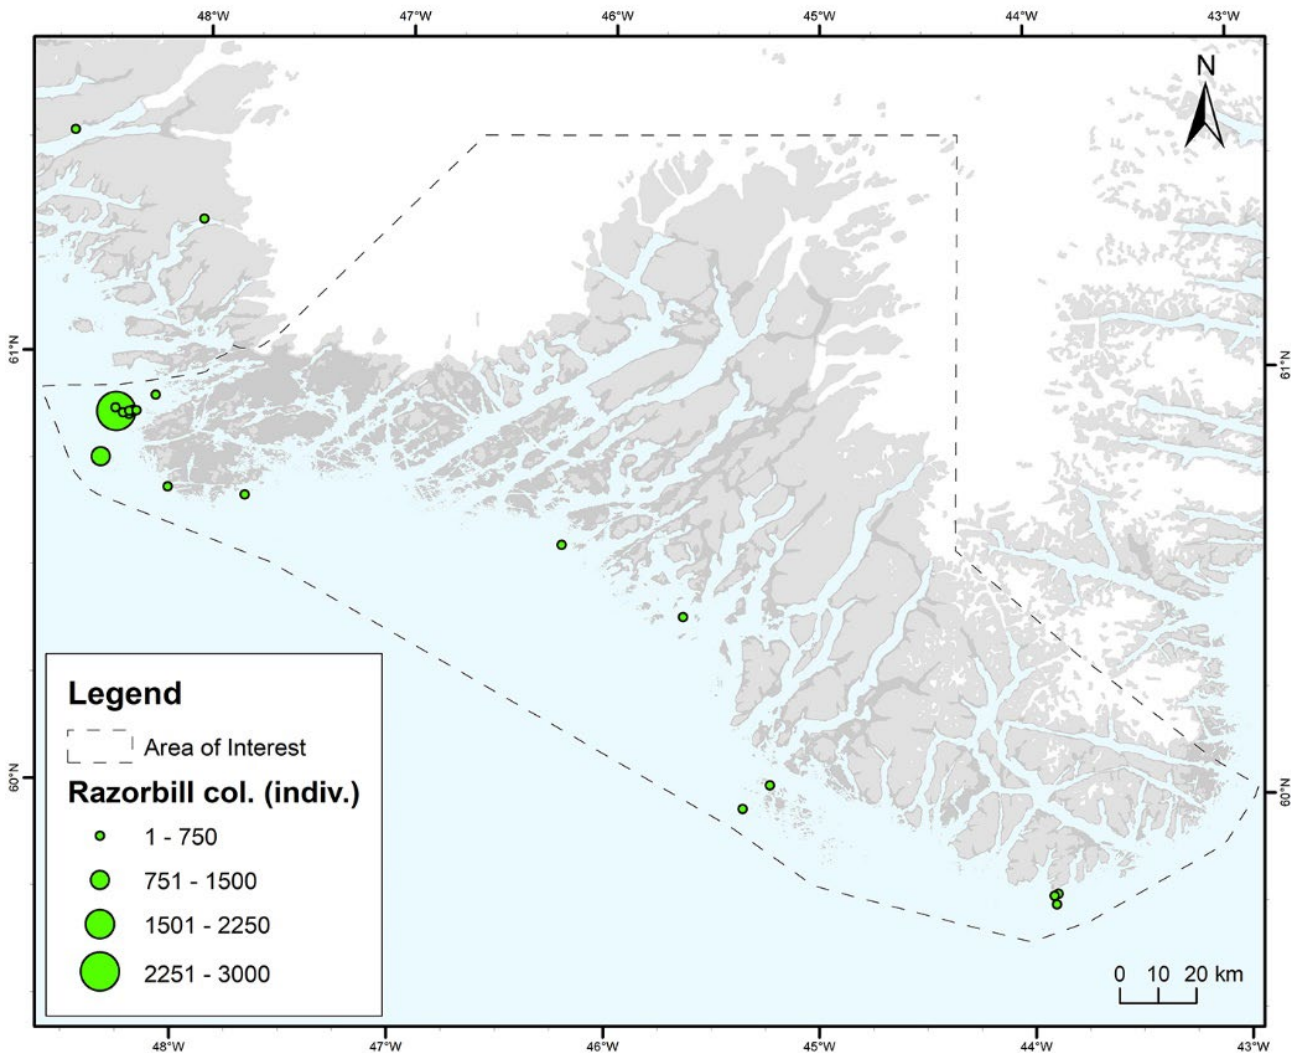 48°W 47°W 46°W 45°W 44°W 43°W
N
61°N 61°N
60°N 60°N
Legend
Area of Interest
Razorbill col. (indiv.)
1 - 750
751 - 1500
1501 - 2250
2251 - 3000
0 10 20 km
48°W 47°W 46°W 45°W 44°W 43°W